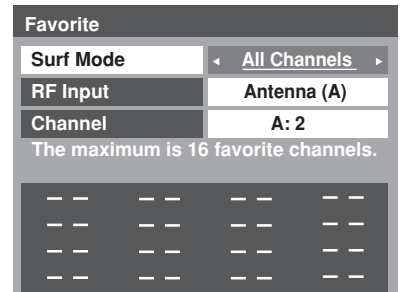 Favorite
Surf Mode ◂ All Channels ▸
RF Input Antenna (A)
Channel A: 2
The maximum is 16 favorite channels.
– – – – – – – –
– – – – – – – –
– – – – – – – –
– – – – – – – –